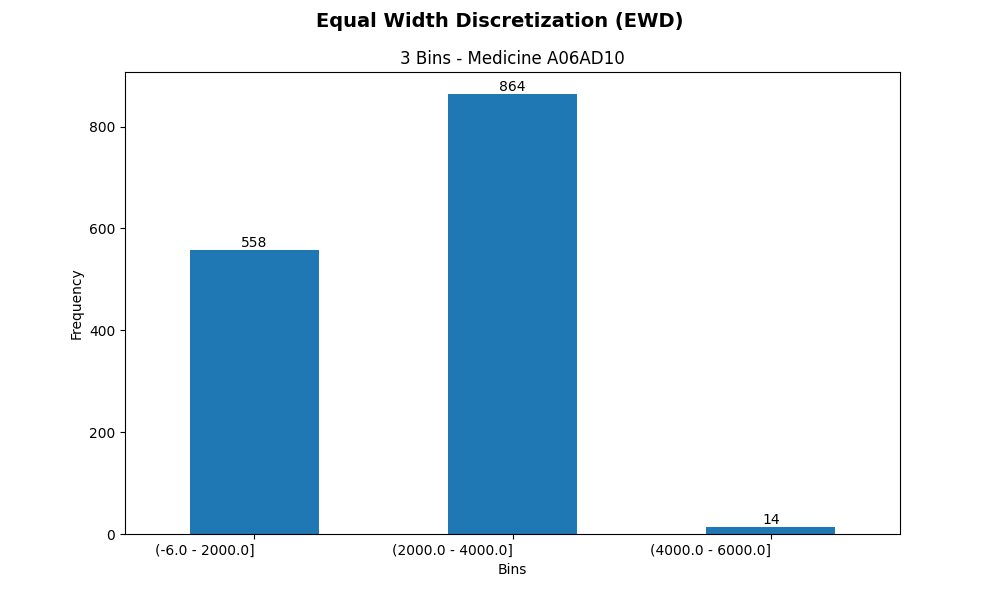 Equal Width Discretization (EWD)
3 Bins - Medicine A06AD10
864
800
600
558
Frequency
400
200
14
0
(-6.0 - 2000.0] (2000.0 - 4000.0] (4000.0 - 6000.0]
Bins